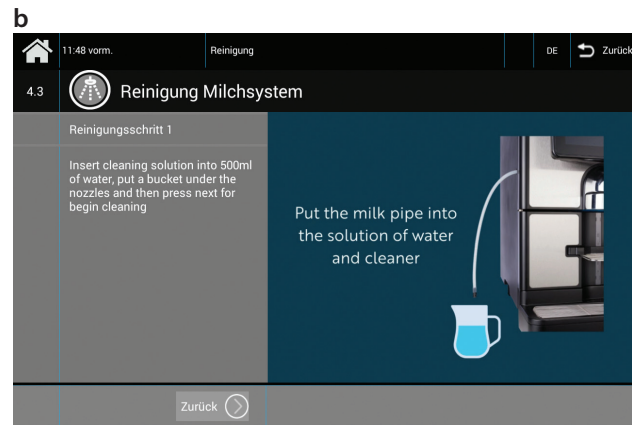 b
11:48 vorm.
Reinigung
DE
Zurück
4.3
Reinigung Milchsystem
Reinigungsschritt 1
Insert cleaning solution into 500ml
of water, put a bucket under the
nozzles and then press next for
begin cleaning
Put the milk pipe into
the solution of water
and cleaner
Zurück